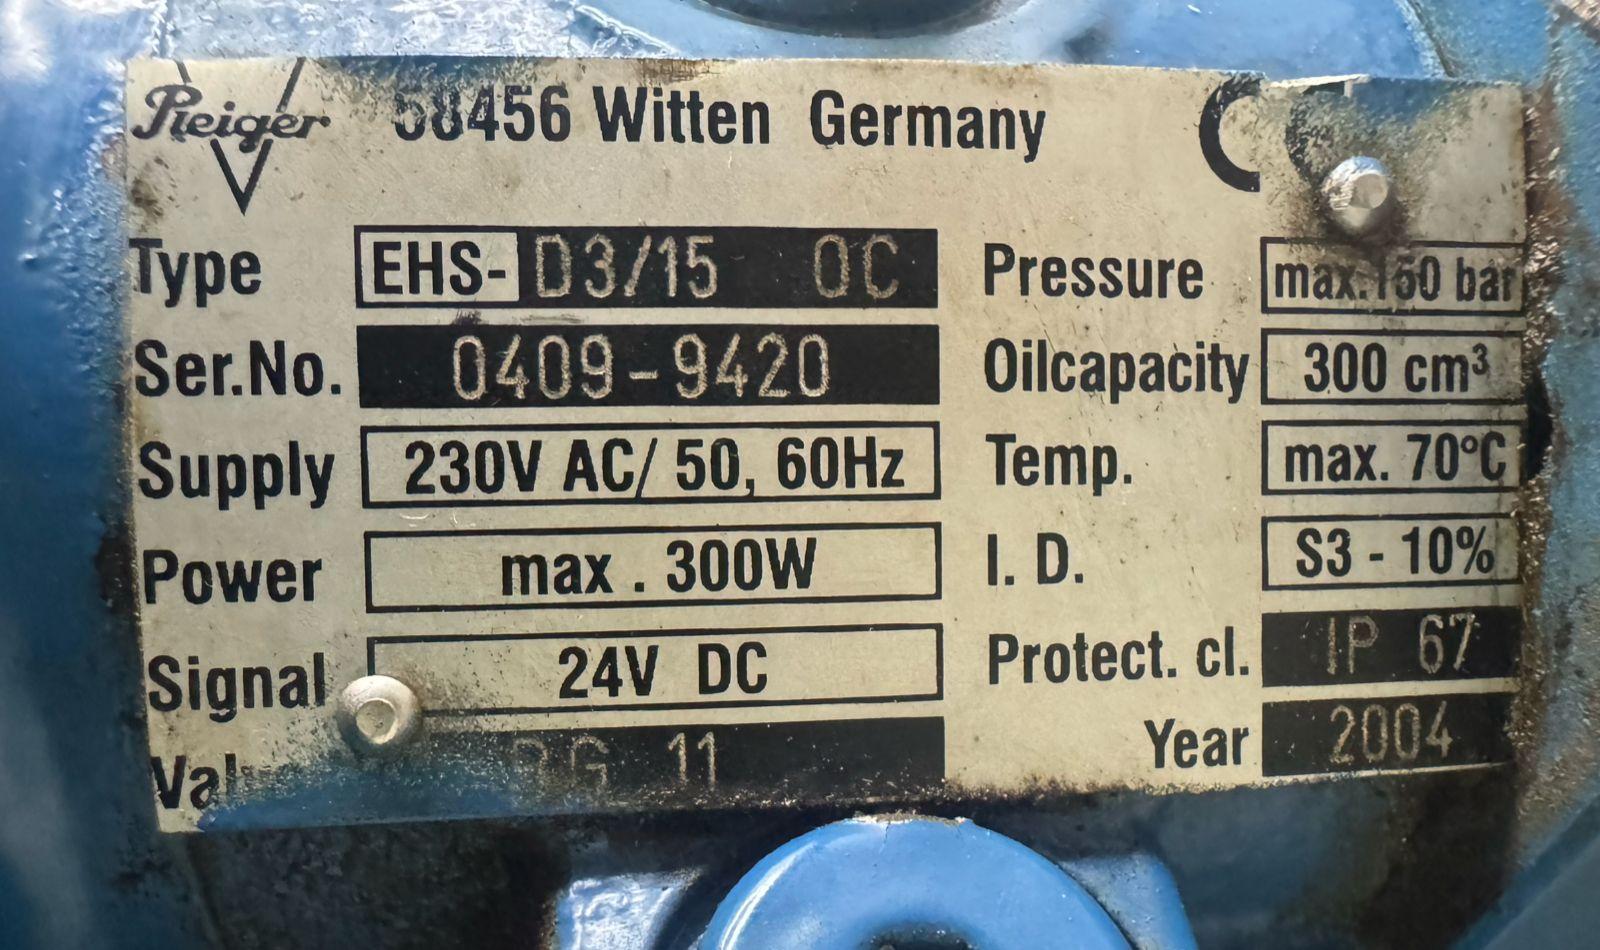 Pleiger 58456 Witten Germany C
Type EHS- D3/15 OC
Pressure max. 150 bar
Ser.No. 0409-9420
Oilcapacity 300 cm³
Supply 230V AC/ 50, 60Hz
Temp. max. 70°C
Power max . 300W
I. D. S3 - 10%
Signal 24V DC
Protect. cl. IP 67
11
Year 2004